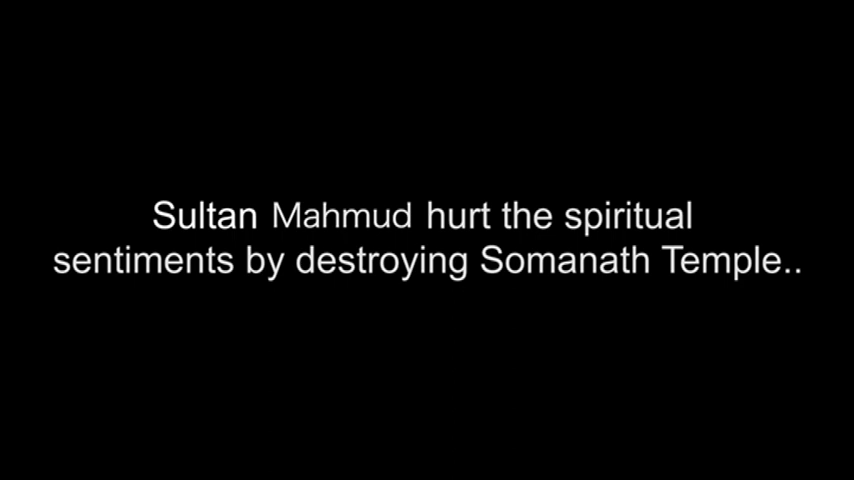 Sultan Mahmud hurt the spiritual
sentiments by destroying Somanath Temple..